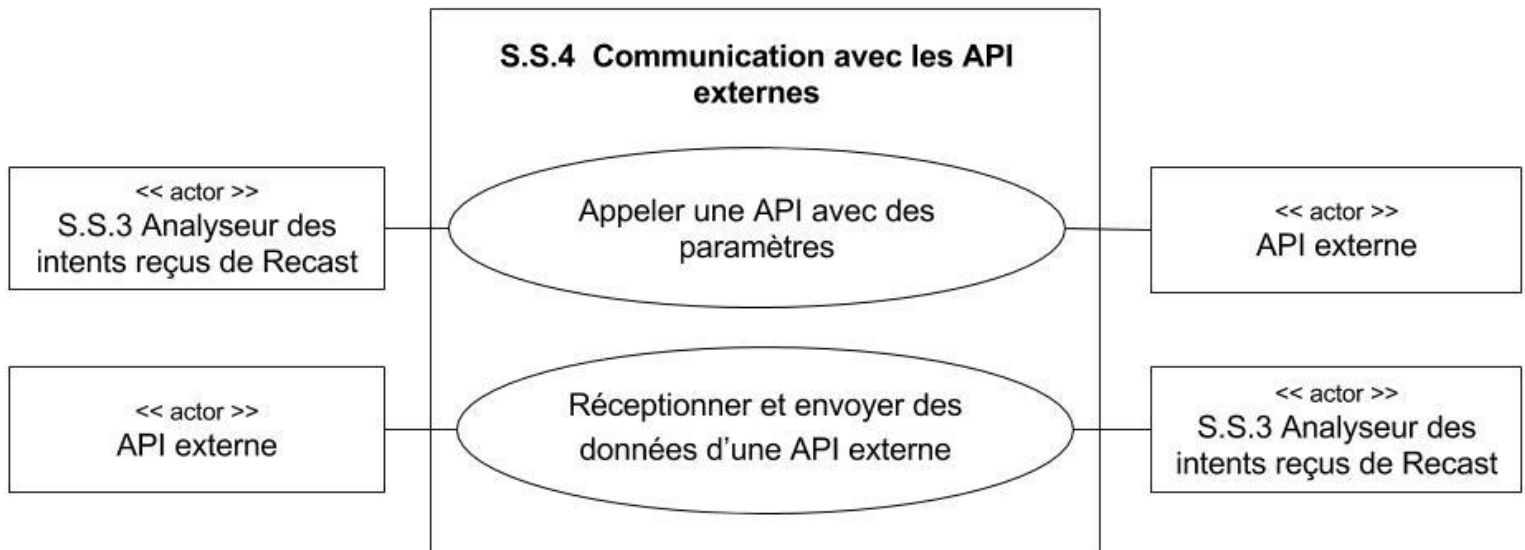 S.S.4  Communication avec les API
externes
<< actor >>
S.S.3 Analyseur des
intents reçus de Recast
Appeler une API avec des
paramètres
<< actor >>
API externe
<< actor >>
API externe
Réceptionner et envoyer des
données d’une API externe
<< actor >>
S.S.3 Analyseur des
intents reçus de Recast